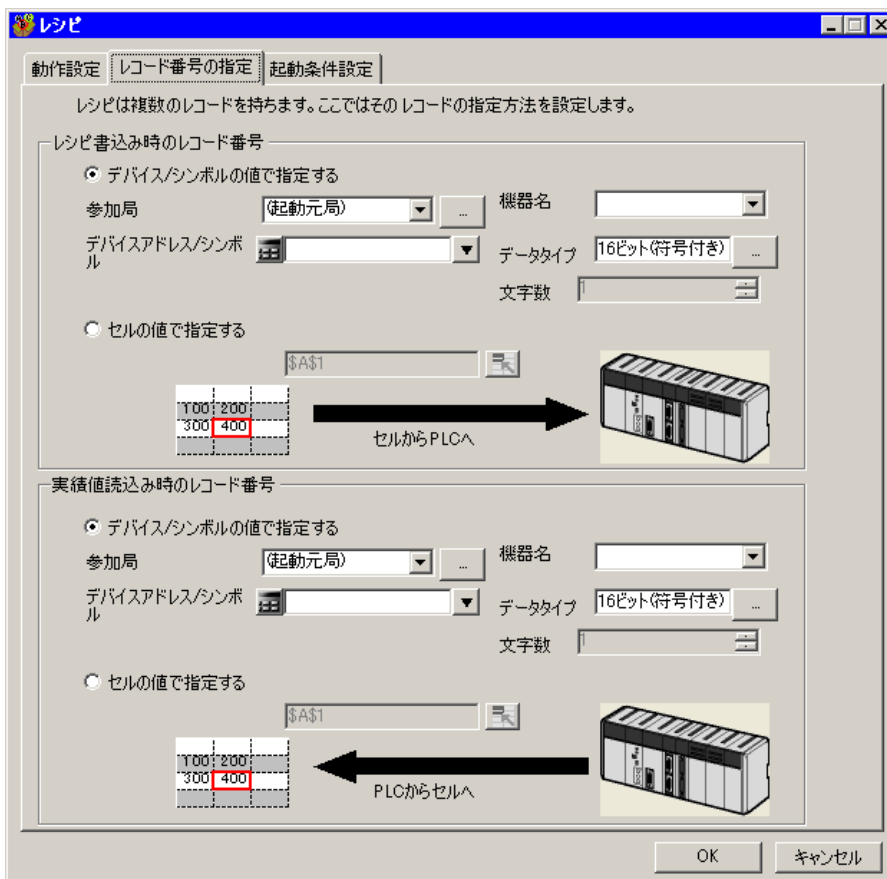 レシピ
動作設定 レコード番号の指定 起動条件設定
レシピは複数のレコードを持ちます。ここではそのレコードの指定方法を設定します。
レシピ書込み時のレコード番号
デバイス/シンボルの値で指定する
参加局 (起動元局) ... 機器名
デバイスアドレス/シンボ
ル
データタイプ 16ビット(符号付き) ...
文字数 1
セルの値で指定する
$A$1
100 200
300 400
セルからPLCへ
実績値読込み時のレコード番号
デバイス/シンボルの値で指定する
参加局 (起動元局) ... 機器名
デバイスアドレス/シンボ
ル
データタイプ 16ビット(符号付き) ...
文字数 1
セルの値で指定する
$A$1
100 200
300 400
PLCからセルへ
OK キャンセル